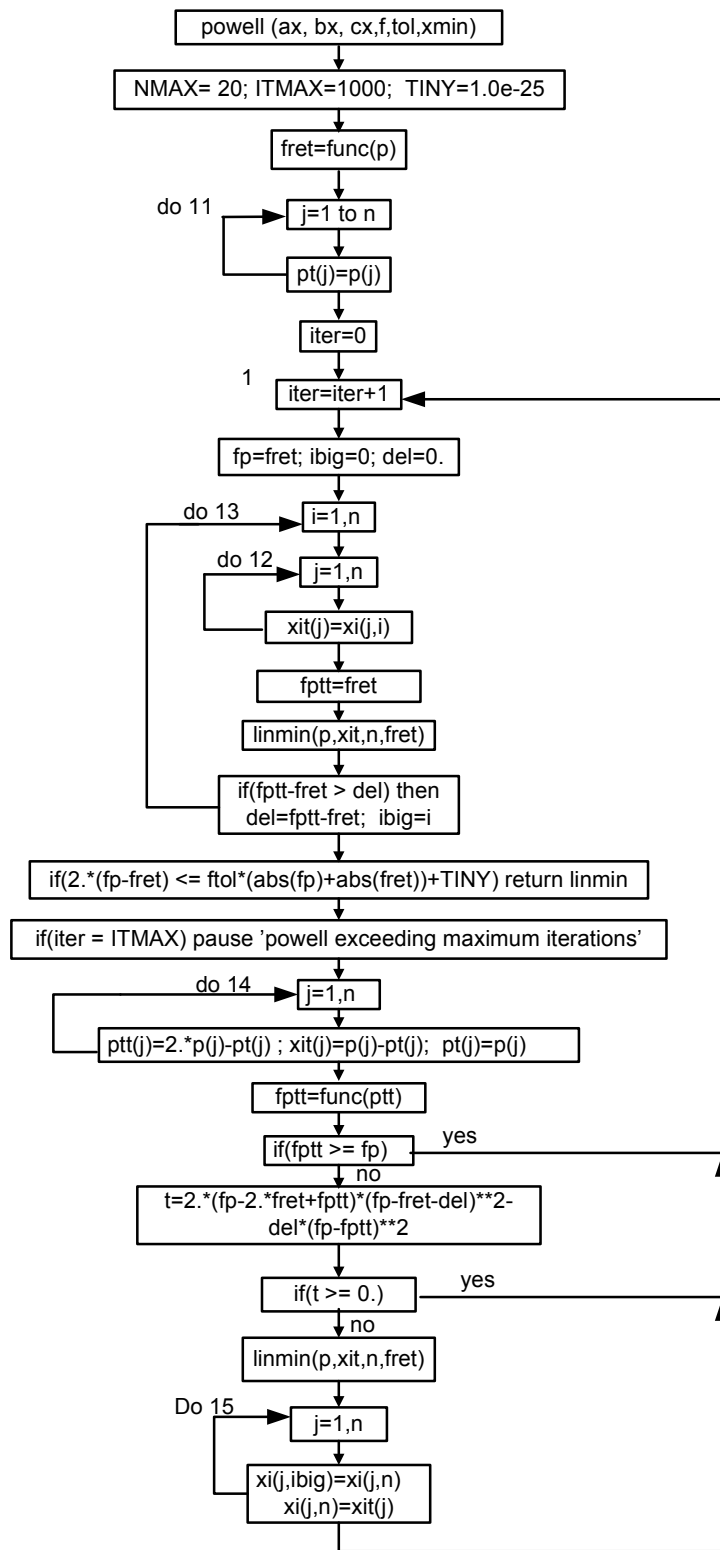 powell (ax, bx, cx,f,tol,xmin)
NMAX= 20; ITMAX=1000; TINY=1.0e-25
fret=func(p)
do 11
j=1 to n
pt(j)=p(j)
iter=0
1
iter=iter+1
fp=fret; ibig=0; del=0.
do 13
i=1,n
do 12
j=1,n
xit(j)=xi(j,i)
fptt=fret
linmin(p,xit,n,fret)
if(fptt-fret > del) then
del=fptt-fret; ibig=i
if(2.*(fp-fret) <= ftol*(abs(fp)+abs(fret))+TINY) return linmin
if(iter = ITMAX) pause ’powell exceeding maximum iterations’
do 14
j=1,n
ptt(j)=2.*p(j)-pt(j) ; xit(j)=p(j)-pt(j); pt(j)=p(j)
fptt=func(ptt)
if(fptt >= fp)
yes
no
t=2.*(fp-2.*fret+fptt)*(fp-fret-del)**2-
del*(fp-fptt)**2
if(t >= 0.)
yes
no
linmin(p,xit,n,fret)
Do 15
j=1,n
xi(j,ibig)=xi(j,n)
xi(j,n)=xit(j)